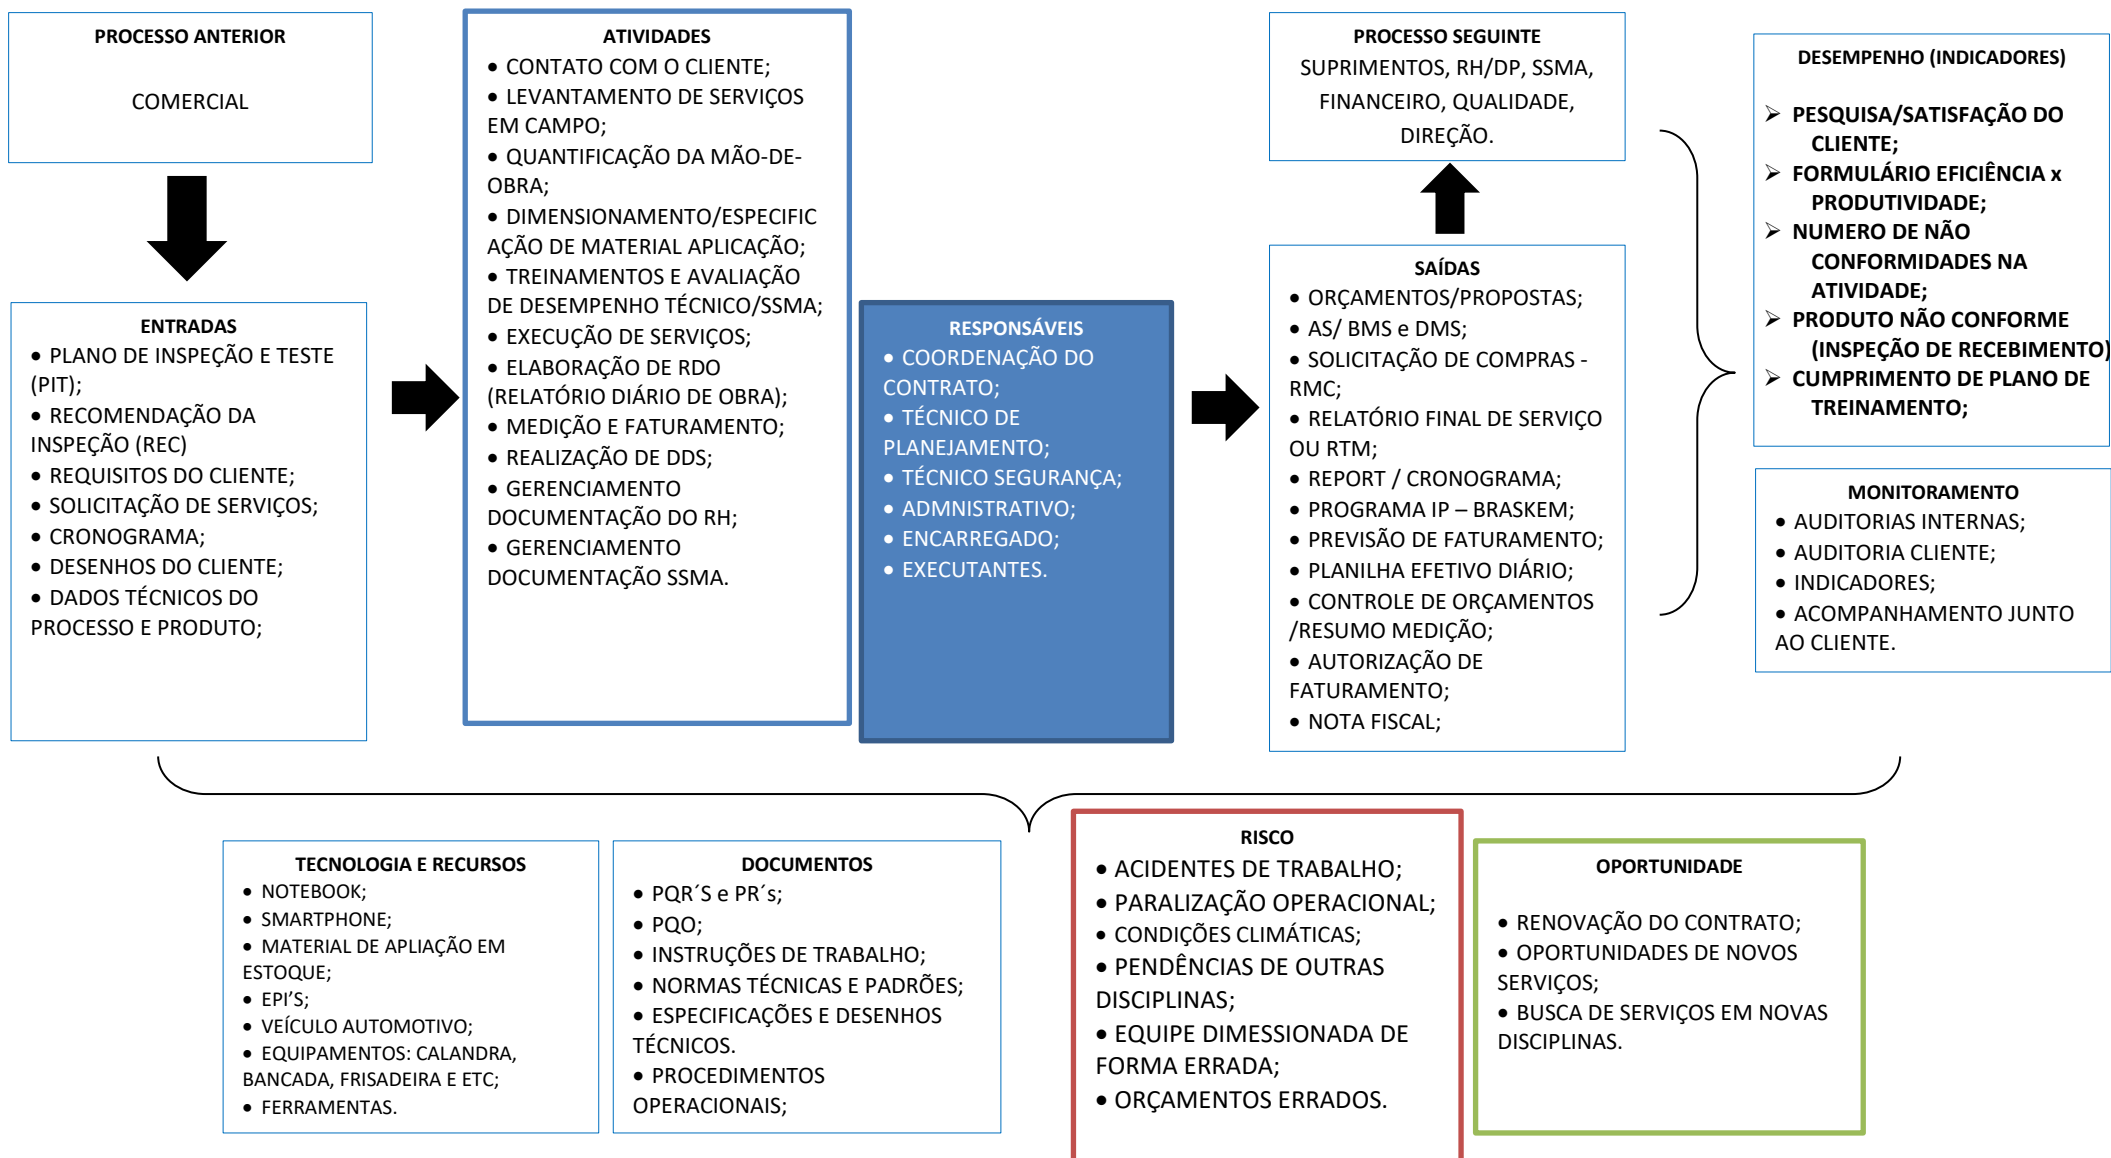 PROCESSO ANTERIOR
COMERCIAL
ENTRADAS
• PLANO DE INSPEÇÃO E TESTE
(PIT);
• RECOMENDAÇÃO DA
INSPEÇÃO (REC)
• REQUISITOS DO CLIENTE;
• SOLICITAÇÃO DE SERVIÇOS;
• CRONOGRAMA;
• DESENHOS DO CLIENTE;
• DADOS TÉCNICOS DO
PROCESSO E PRODUTO;
ATIVIDADES
• CONTATO COM O CLIENTE;
• LEVANTAMENTO DE SERVIÇOS
EM CAMPO;
• QUANTIFICAÇÃO DA MÃO-DE-
OBRA;
• DIMENSIONAMENTO/ESPECIFIC
AÇÃO DE MATERIAL APLICAÇÃO;
• TREINAMENTOS E AVALIAÇÃO
DE DESEMPENHO TÉCNICO/SSMA;
• EXECUÇÃO DE SERVIÇOS;
• ELABORAÇÃO DE RDO
(RELATÓRIO DIÁRIO DE OBRA);
• MEDIÇÃO E FATURAMENTO;
• REALIZAÇÃO DE DDS;
• GERENCIAMENTO
DOCUMENTAÇÃO DO RH;
• GERENCIAMENTO
DOCUMENTAÇÃO SSMA.
RESPONSÁVEIS
• COORDENAÇÃO DO
CONTRATO;
• TÉCNICO DE
PLANEJAMENTO;
• TÉCNICO SEGURANÇA;
• ADMNISTRATIVO;
• ENCARREGADO;
• EXECUTANTES.
PROCESSO SEGUINTE
SUPRIMENTOS, RH/DP, SSMA,
FINANCEIRO, QUALIDADE,
DIREÇÃO.
SAÍDAS
• ORÇAMENTOS/PROPOSTAS;
• AS/ BMS e DMS;
• SOLICITAÇÃO DE COMPRAS -
RMC;
• RELATÓRIO FINAL DE SERVIÇO
OU RTM;
• REPORT / CRONOGRAMA;
• PROGRAMA IP – BRASKEM;
• PREVISÃO DE FATURAMENTO;
• PLANILHA EFETIVO DIÁRIO;
• CONTROLE DE ORÇAMENTOS
/RESUMO MEDIÇÃO;
• AUTORIZAÇÃO DE
FATURAMENTO;
• NOTA FISCAL;
DESEMPENHO (INDICADORES)
➢ PESQUISA/SATISFAÇÃO DO
CLIENTE;
➢ FORMULÁRIO EFICIÊNCIA x
PRODUTIVIDADE;
➢ NUMERO DE NÃO
CONFORMIDADES NA
ATIVIDADE;
➢ PRODUTO NÃO CONFORME
(INSPEÇÃO DE RECEBIMENTO)
➢ CUMPRIMENTO DE PLANO DE
TREINAMENTO;
MONITORAMENTO
• AUDITORIAS INTERNAS;
• AUDITORIA CLIENTE;
• INDICADORES;
• ACOMPANHAMENTO JUNTO
AO CLIENTE.
TECNOLOGIA E RECURSOS
• NOTEBOOK;
• SMARTPHONE;
• MATERIAL DE APLIAÇÃO EM
ESTOQUE;
• EPI’S;
• VEÍCULO AUTOMOTIVO;
• EQUIPAMENTOS: CALANDRA,
BANCADA, FRISADEIRA E ETC;
• FERRAMENTAS.
DOCUMENTOS
• PQR´S e PR´s;
• PQO;
• INSTRUÇÕES DE TRABALHO;
• NORMAS TÉCNICAS E PADRÕES;
• ESPECIFICAÇÕES E DESENHOS
TÉCNICOS.
• PROCEDIMENTOS
OPERACIONAIS;
RISCO
• ACIDENTES DE TRABALHO;
• PARALIZAÇÃO OPERACIONAL;
• CONDIÇÕES CLIMÁTICAS;
• PENDÊNCIAS DE OUTRAS
DISCIPLINAS;
• EQUIPE DIMESSIONADA DE
FORMA ERRADA;
• ORÇAMENTOS ERRADOS.
OPORTUNIDADE
• RENOVAÇÃO DO CONTRATO;
• OPORTUNIDADES DE NOVOS
SERVIÇOS;
• BUSCA DE SERVIÇOS EM NOVAS
DISCIPLINAS.